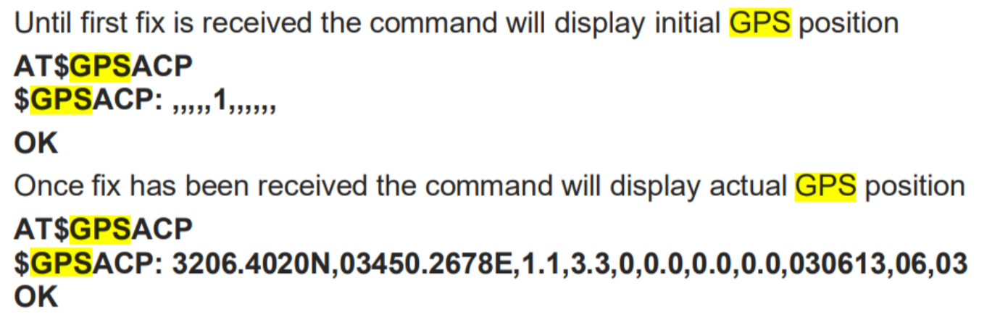 Until first fix is received the command will display initial GPS position
AT$GPSACP
$GPSACP: ,,,,,1,,,,,,
OK
Once fix has been received the command will display actual GPS position
AT$GPSACP
$GPSACP: 3206.4020N,03450.2678E,1.1,3.3,0,0.0,0.0,0.0,030613,06,03
OK